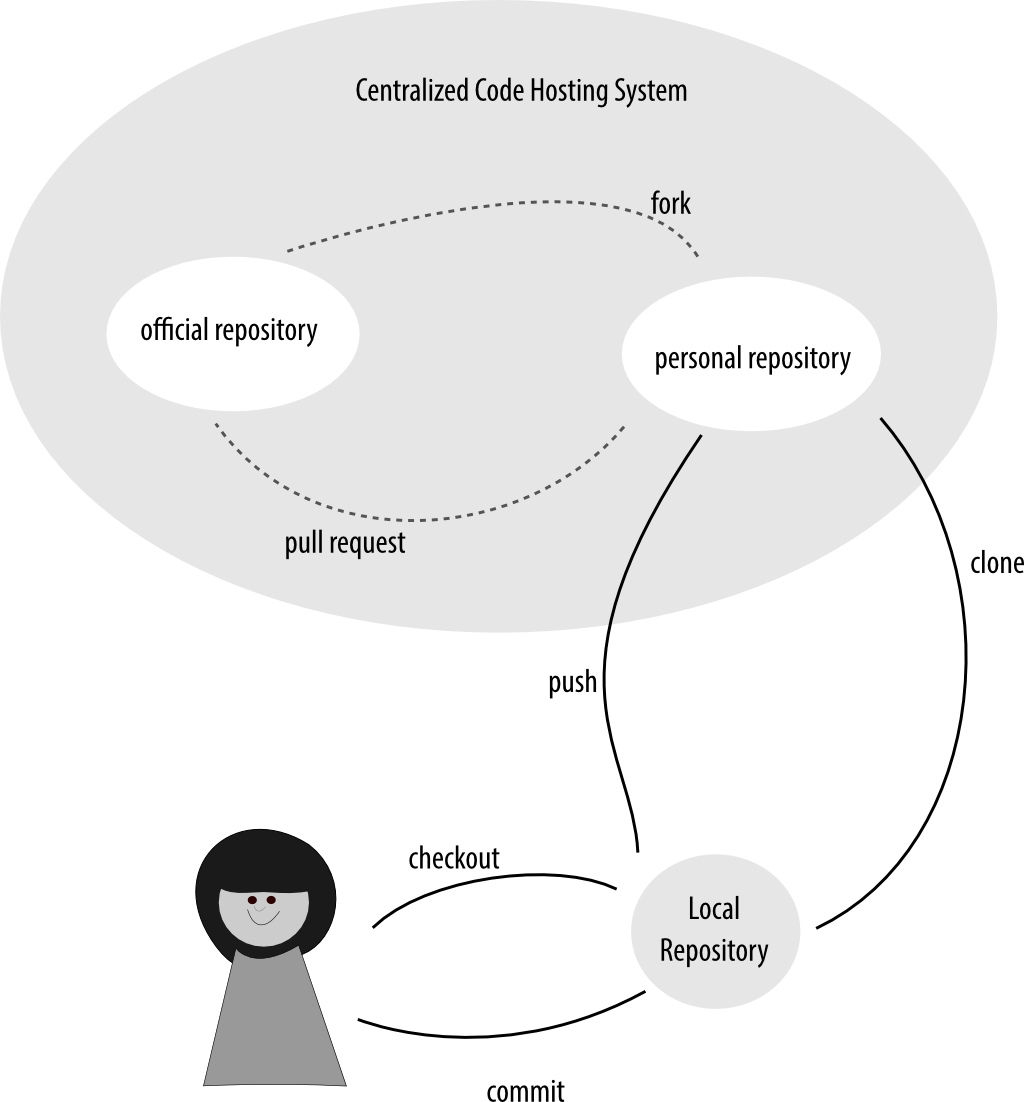 Centralized Code Hosting System
fork
official repository
personal repository
pull request
clone
push
checkout
Local
Repository
commit